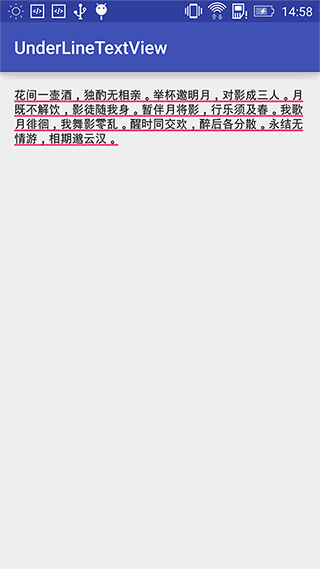 14:58
UnderLineTextView
花间一壶酒，独酌无相亲。举杯邀明月，对影成三人。月
既不解饮，影徒随我身。暂伴月将影，行乐须及春。我歌
月徘徊，我舞影零乱。醒时同交欢，醉后各分散。永结无
情游，相期邈云汉。